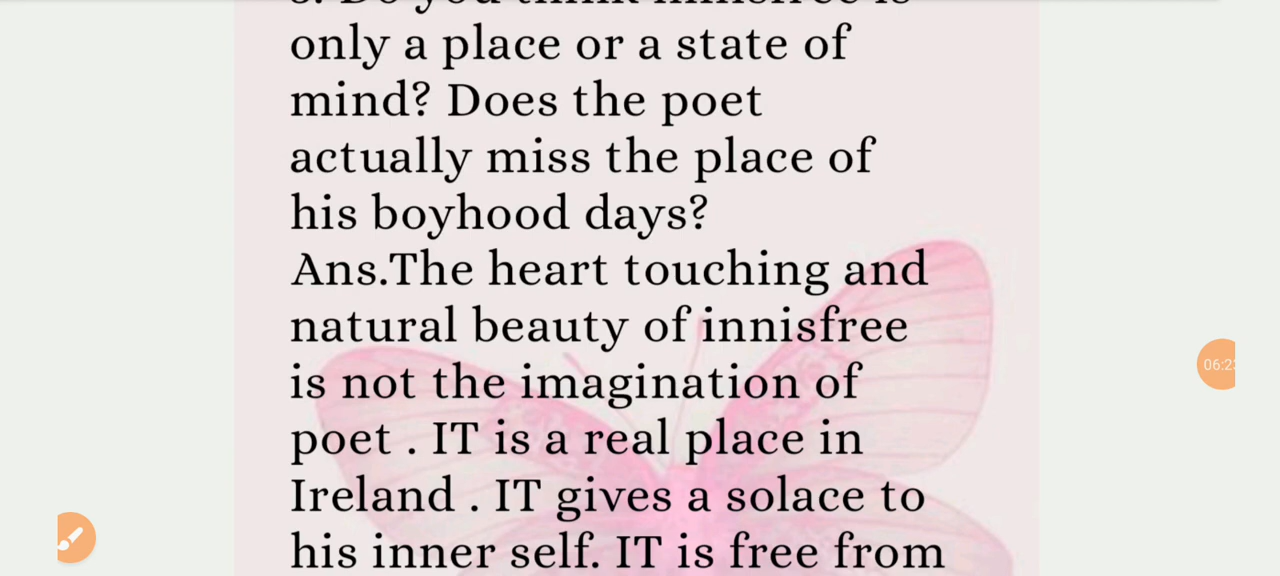 only a place or a state of
mind? Does the poet
actually miss the place of
his boyhood days?
Ans.The heart touching and
natural beauty of innisfree
is not the imagination of
poet . IT is a real place in
Ireland . IT gives a solace to
his inner self. IT is free from